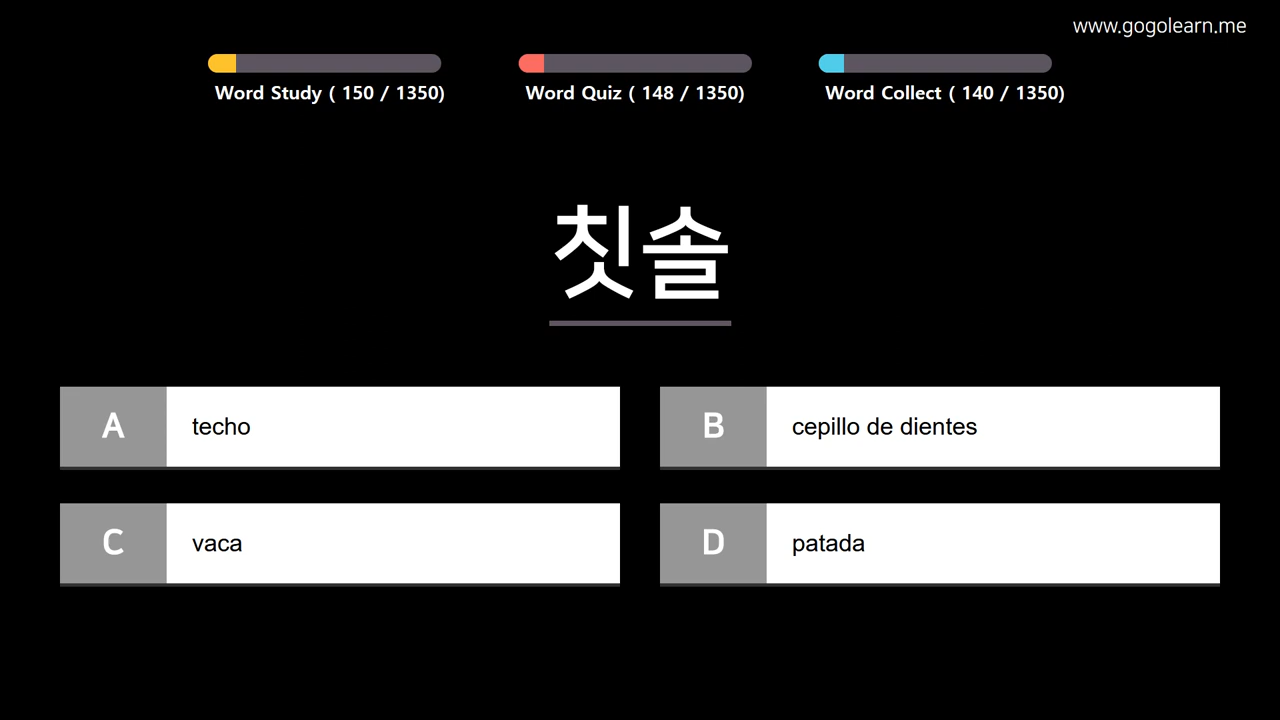 www.gogolearn.me
Word Study ( 150 / 1350)
Word Quiz ( 148 / 1350)
Word Collect ( 140 / 1350)
칫솔
A techo
B cepillo de dientes
C vaca
D patada